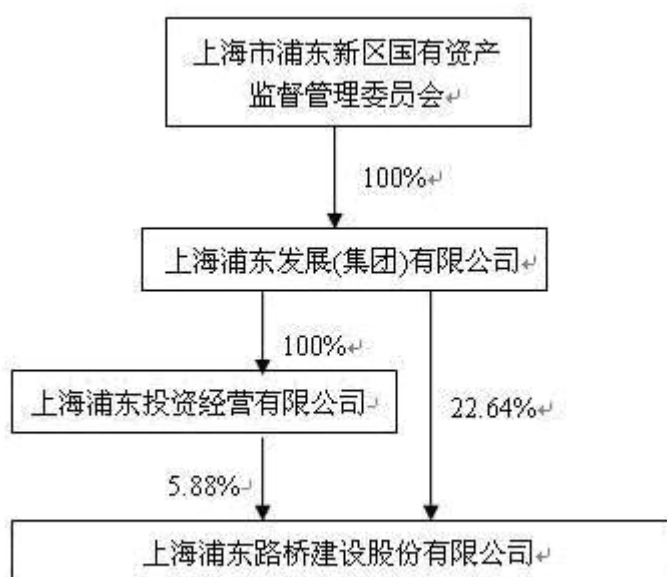 上海市浦东新区国有资产
监督管理委员会↵
100%↵
上海浦东发展(集团)有限公司↵
100%↵
上海浦东投资经营有限公司↵
22.64%↵
5.88%↵
上海浦东路桥建设股份有限公司↵